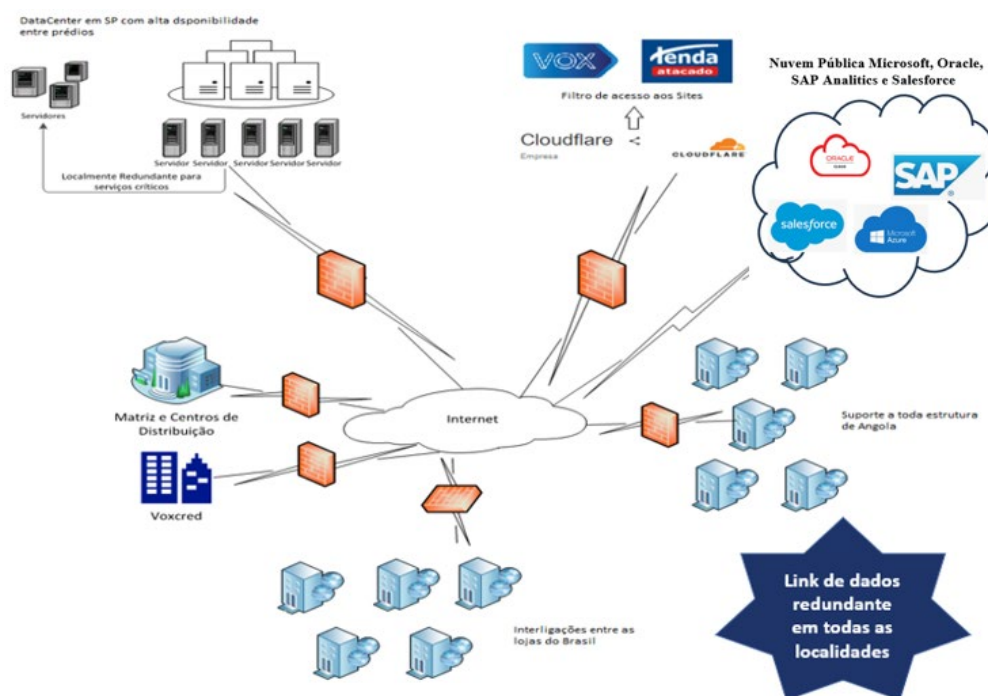 DataCenter em SP com alta dsponibilidade
entre prédios
Servidores
Servidor Servidor Servidor Servidor Servidor
Localmente Redundante para
serviços críticos
VOX
tenda
atacado
Filtro de acesso aos Sites
Cloudflare
Empresa
CLOUDFLARE
Nuvem Pública Microsoft, Oracle,
SAP Analitics e Salesforce
ORACLE
CLOUD
SAP
salesforce
Microsoft
Azure
Matriz e Centros de
Distribuição
Internet
Suporte a toda estrutura
de Angola
Voxcred
Interligações entre as
lojas do Brasil
Link de dados
redundante
em todas as
localidades